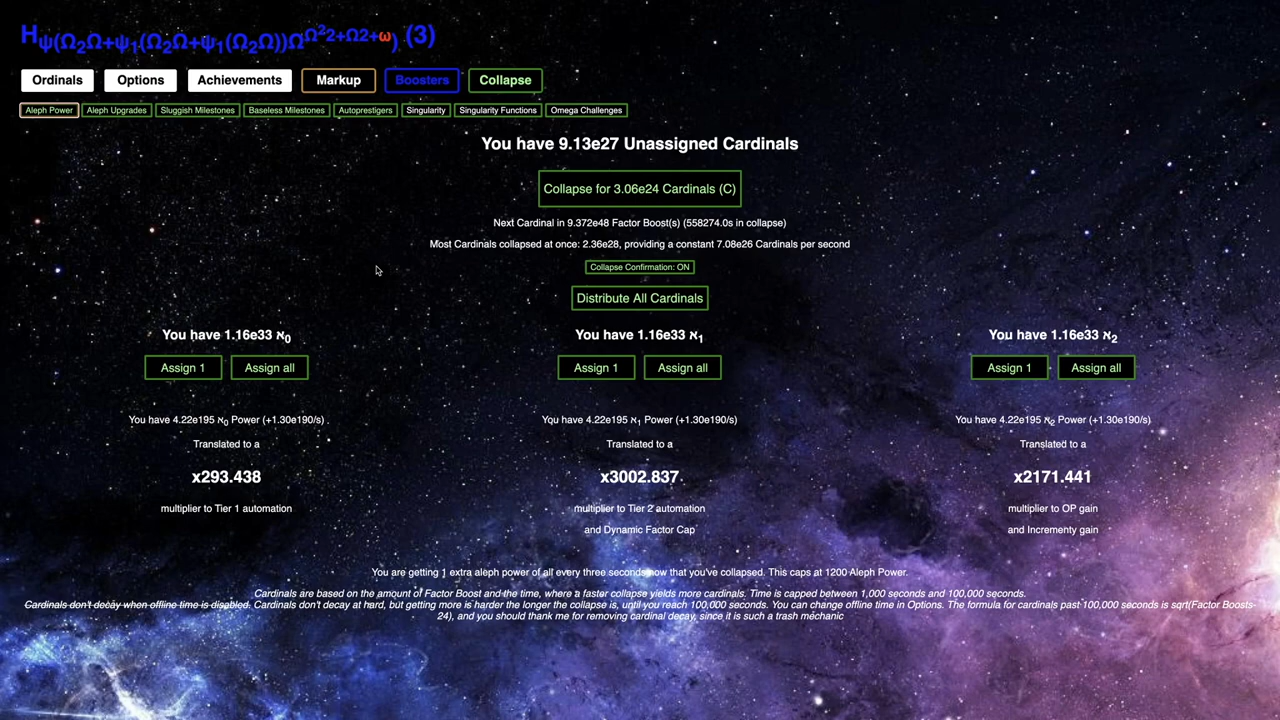 H_ψ(Ω₂Ω+ψ₁(Ω₂Ω+ψ₁(Ω₂Ω))Ω^Ω²2+Ω2+ω) (3)
Ordinals Options Achievements Markup Boosters Collapse
Aleph Power Aleph Upgrades Sluggish Milestones Baseless Milestones Autoprestigers Singularity Singularity Functions Omega Challenges
You have 9.13e27 Unassigned Cardinals
Collapse for 3.06e24 Cardinals (C)
Next Cardinal in 9.372e48 Factor Boost(s) (558274.0s in collapse)
Most Cardinals collapsed at once: 2.36e28, providing a constant 7.08e26 Cardinals per second
Collapse Confirmation: ON
Distribute All Cardinals
You have 1.16e33 ℵ₀ You have 1.16e33 ℵ₁ You have 1.16e33 ℵ₂
Assign 1 Assign all Assign 1 Assign all Assign 1 Assign all
You have 4.22e195 ℵ₀ Power (+1.30e190/s) You have 4.22e195 ℵ₁ Power (+1.30e190/s) You have 4.22e195 ℵ₂ Power (+1.30e190/s)
Translated to a Translated to a Translated to a
x293.438 x3002.837 x2171.441
multiplier to Tier 1 automation multiplier to Tier 2 automation multiplier to OP gain
and Dynamic Factor Cap and Incrementy gain
You are getting 1 extra aleph power of all every three seconds now that you've collapsed. This caps at 1200 Aleph Power.
Cardinals are based on the amount of Factor Boost and the time, where a faster collapse yields more cardinals. Time is capped between 1,000 seconds and 100,000 seconds.
Cardinals don't decay when offline time is disabled. Cardinals don't decay at hard, but getting more is harder the longer the collapse is, until you reach 100,000 seconds. You can change offline time in Options. The formula for cardinals past 100,000 seconds is sqrt(Factor Boosts-
24), and you should thank me for removing cardinal decay, since it is such a trash mechanic